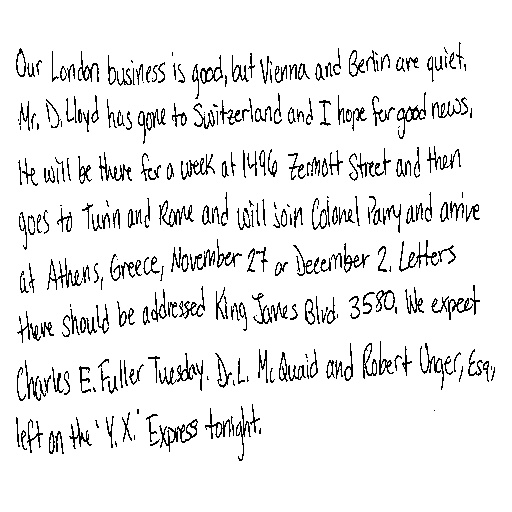 Our London business is good, but Vienna and Berlin are quiet.
Mr. D. Lloyd has gone to Switzerland and I hope for good news.
He will be there for a week at 1496 Zermott Street and then
goes to Turin and Rome and will join Colonel Parry and arrive
at Athens, Greece, November 27 or December 2. Letters
there should be addressed King James Blvd. 3580. We expect
Charles E. Fuller Tuesday. Dr. L. McQuaid and Robert Unger, Esq.,
left on the 'Y. X.' Express tonight.